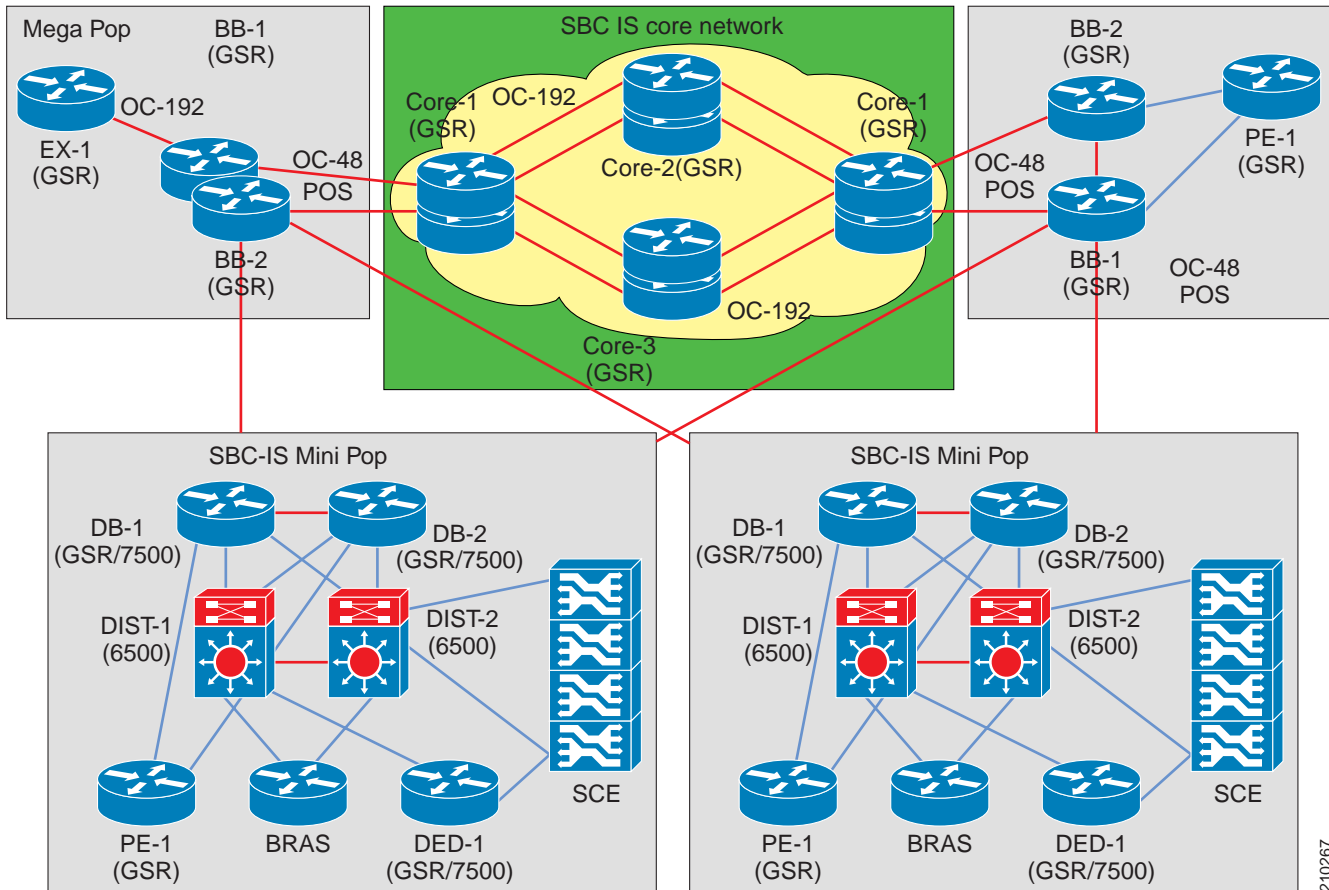 Mega Pop
BB-1
(GSR)
OC-192
EX-1
(GSR)
OC-48
POS
BB-2
(GSR)
SBC IS core network
Core-1
(GSR)
OC-192
Core-2(GSR)
Core-1
(GSR)
OC-192
Core-3
(GSR)
BB-2
(GSR)
PE-1
(GSR)
OC-48
POS
BB-1
(GSR)
OC-48
POS
SBC-IS Mini Pop
DB-1
(GSR/7500)
DB-2
(GSR/7500)
DIST-1
(6500)
DIST-2
(6500)
SCE
PE-1
(GSR)
BRAS
DED-1
(GSR/7500)
SBC-IS Mini Pop
DB-1
(GSR/7500)
DB-2
(GSR/7500)
DIST-1
(6500)
DIST-2
(6500)
SCE
PE-1
(GSR)
BRAS
DED-1
(GSR/7500)
210267